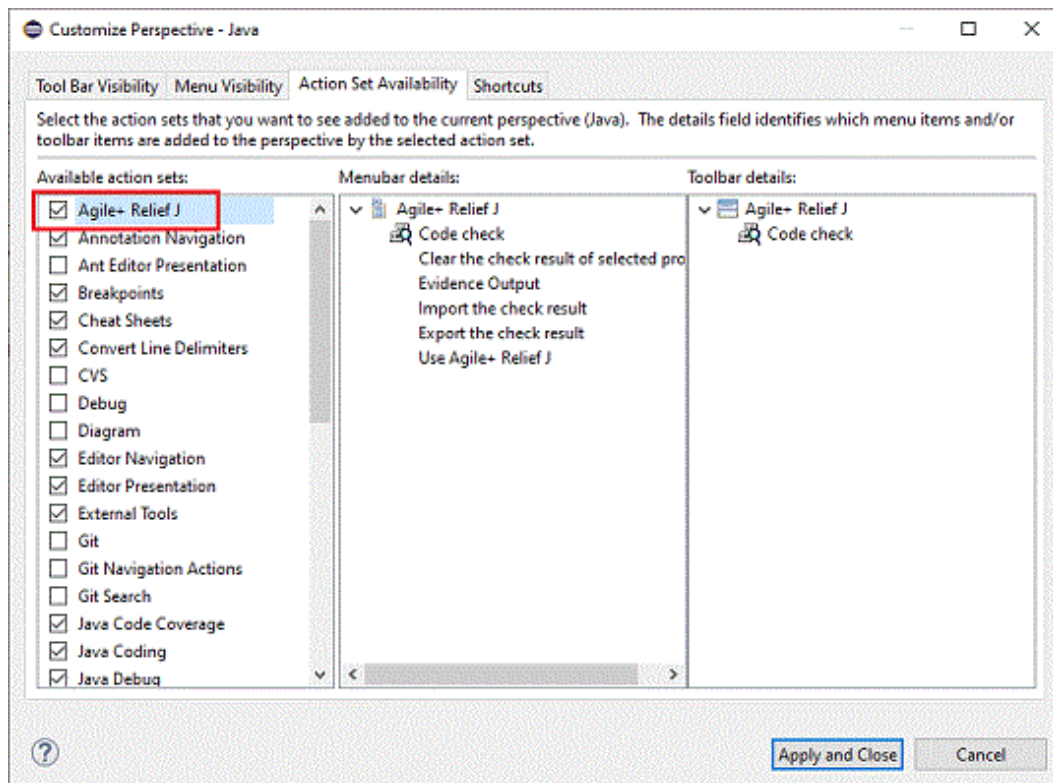 Customize Perspective - Java
Tool Bar Visibility Menu Visibility Action Set Availability Shortcuts
Select the action sets that you want to see added to the current perspective (Java). The details field identifies which menu items and/or
toolbar items are added to the perspective by the selected action set.
Available action sets:
Agile+ Relief J
Annotation Navigation
Ant Editor Presentation
Breakpoints
Cheat Sheets
Convert Line Delimiters
CVS
Debug
Diagram
Editor Navigation
Editor Presentation
External Tools
Git
Git Navigation Actions
Git Search
Java Code Coverage
Java Coding
Java Debug
Menubar details:
Agile+ Relief J
Code check
Clear the check result of selected pro
Evidence Output
Import the check result
Export the check result
Use Agile+ Relief J
Toolbar details:
Agile+ Relief J
Code check
Apply and Close
Cancel